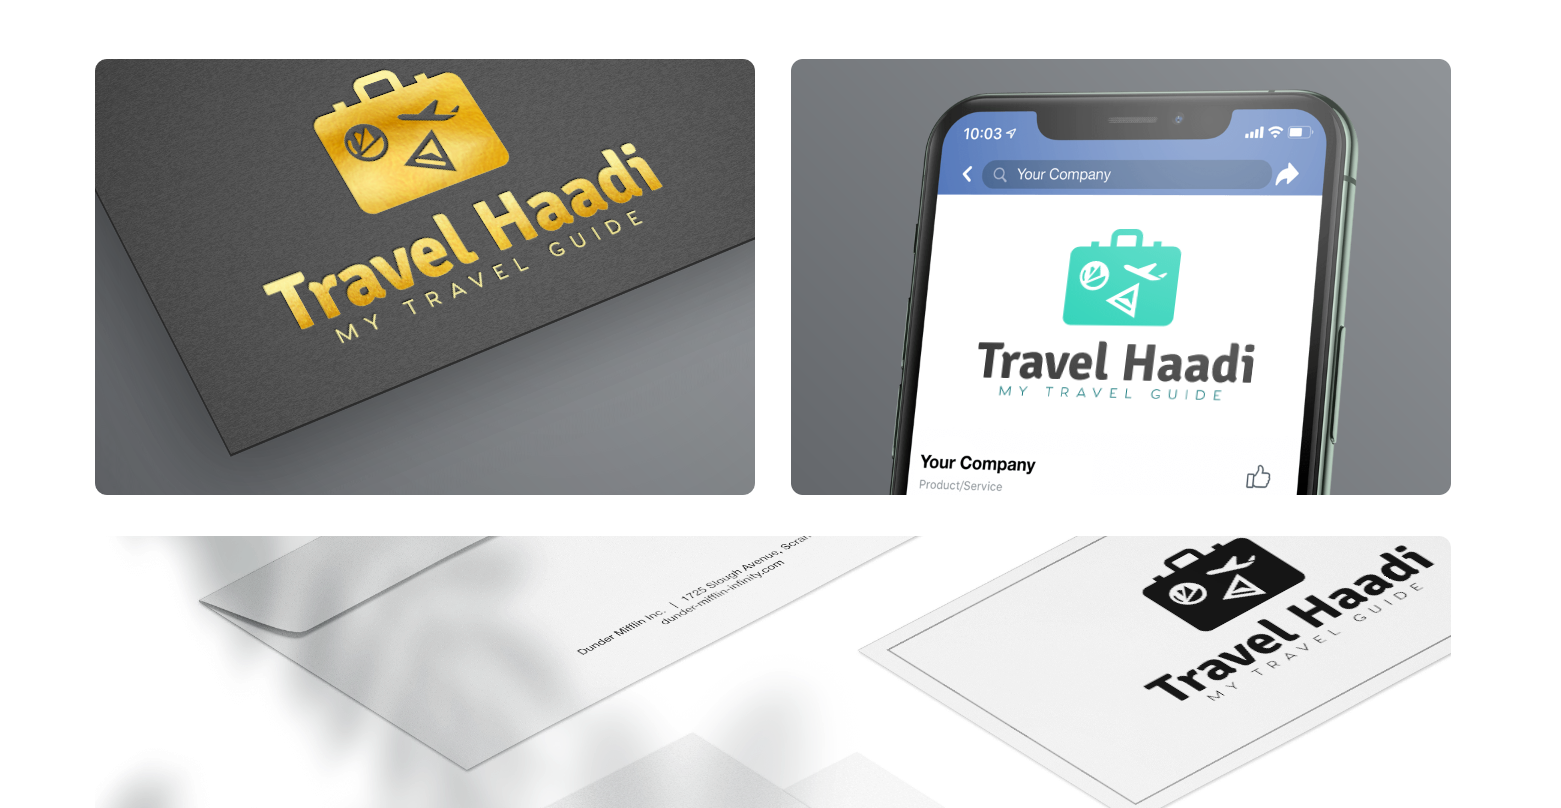 Travel Haadi
MY TRAVEL GUIDE
10:03
Your Company
Travel Haadi
MY TRAVEL GUIDE
Your Company
Product/Service
Dunder Mifflin Inc. | 1725 Slough Avenue,
dunder-mifflin-infinity.com
Travel Haadi
MY TRAVEL GUIDE